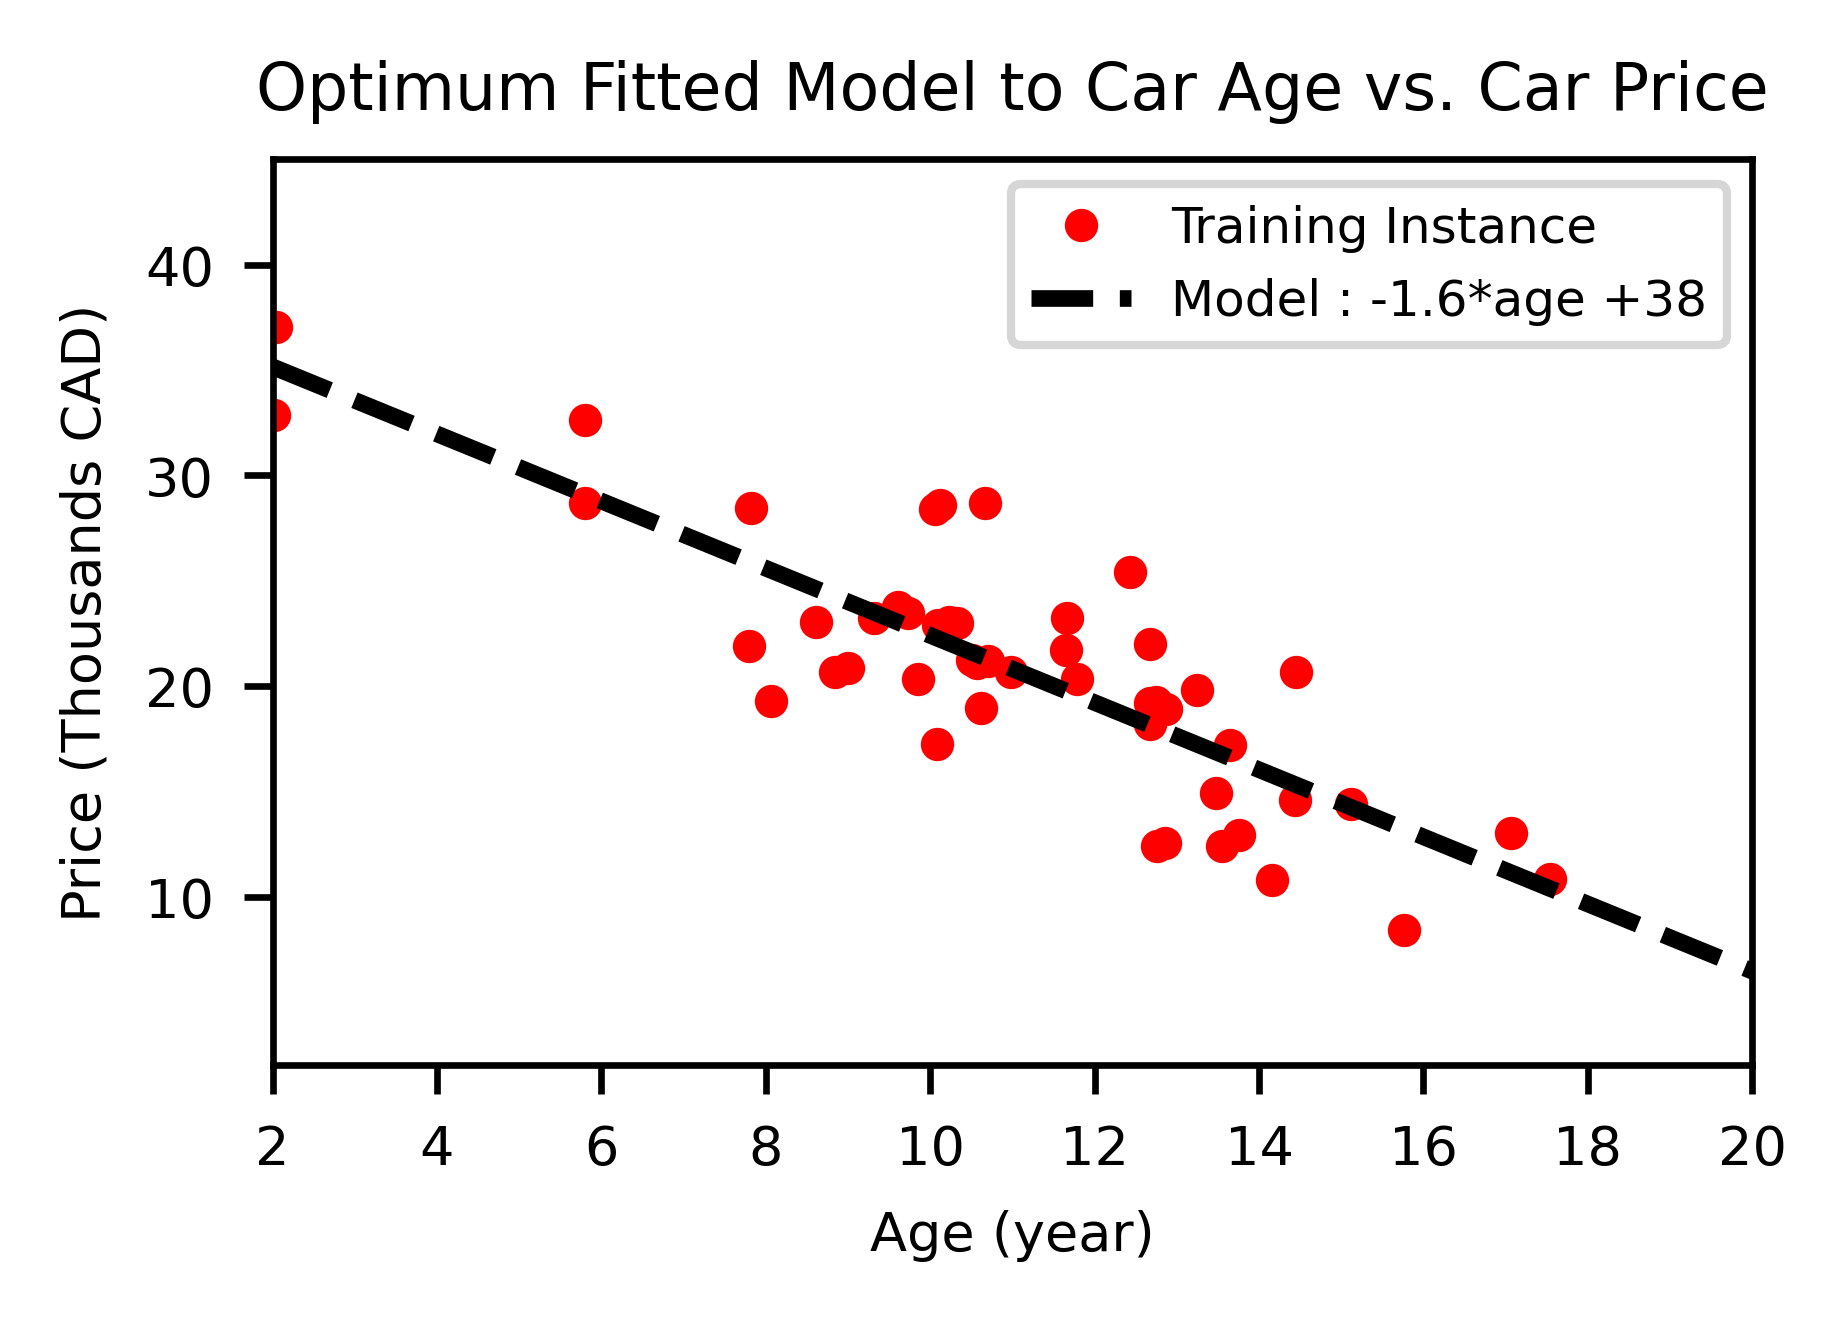 Optimum Fitted Model to Car Age vs. Car Price
Training Instance
Model : -1.6*age +38
Price (Thousands CAD)
40
30
20
10
2 4 6 8 10 12 14 16 18 20
Age (year)